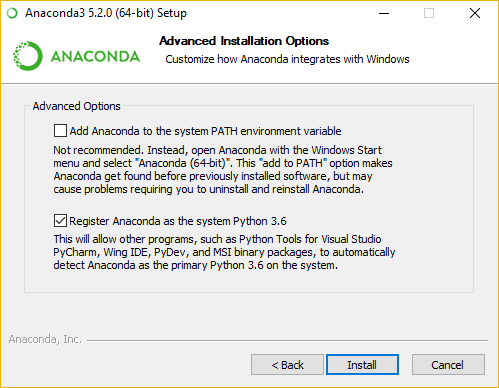 Anaconda3 5.2.0 (64-bit) Setup
Advanced Installation Options
Customize how Anaconda integrates with Windows
ANACONDA
Advanced Options
Add Anaconda to the system PATH environment variable
Not recommended. Instead, open Anaconda with the Windows Start
menu and select "Anaconda (64-bit)". This "add to PATH" option makes
Anaconda get found before previously installed software, but may
cause problems requiring you to uninstall and reinstall Anaconda.
Register Anaconda as the system Python 3.6
This will allow other programs, such as Python Tools for Visual Studio
PyCharm, Wing IDE, PyDev, and MSI binary packages, to automatically
detect Anaconda as the primary Python 3.6 on the system.
Anaconda, Inc.
< Back Install Cancel